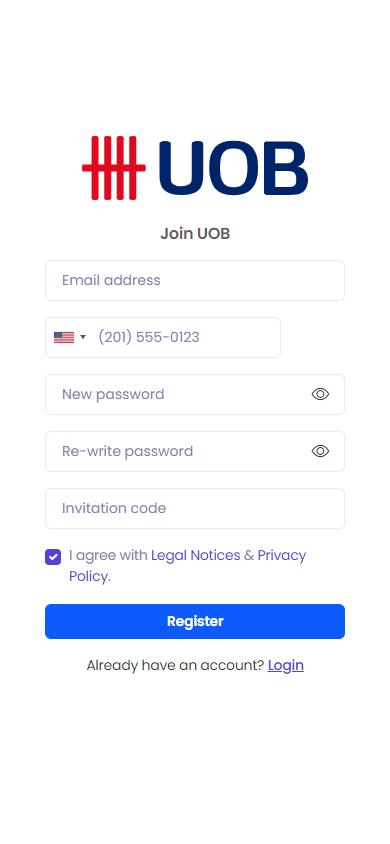 UOB
Join UOB
Email address
(201) 555-0123
New password
Re-write password
Invitation code
I agree with Legal Notices & Privacy
Policy.
Register
Already have an account? Login